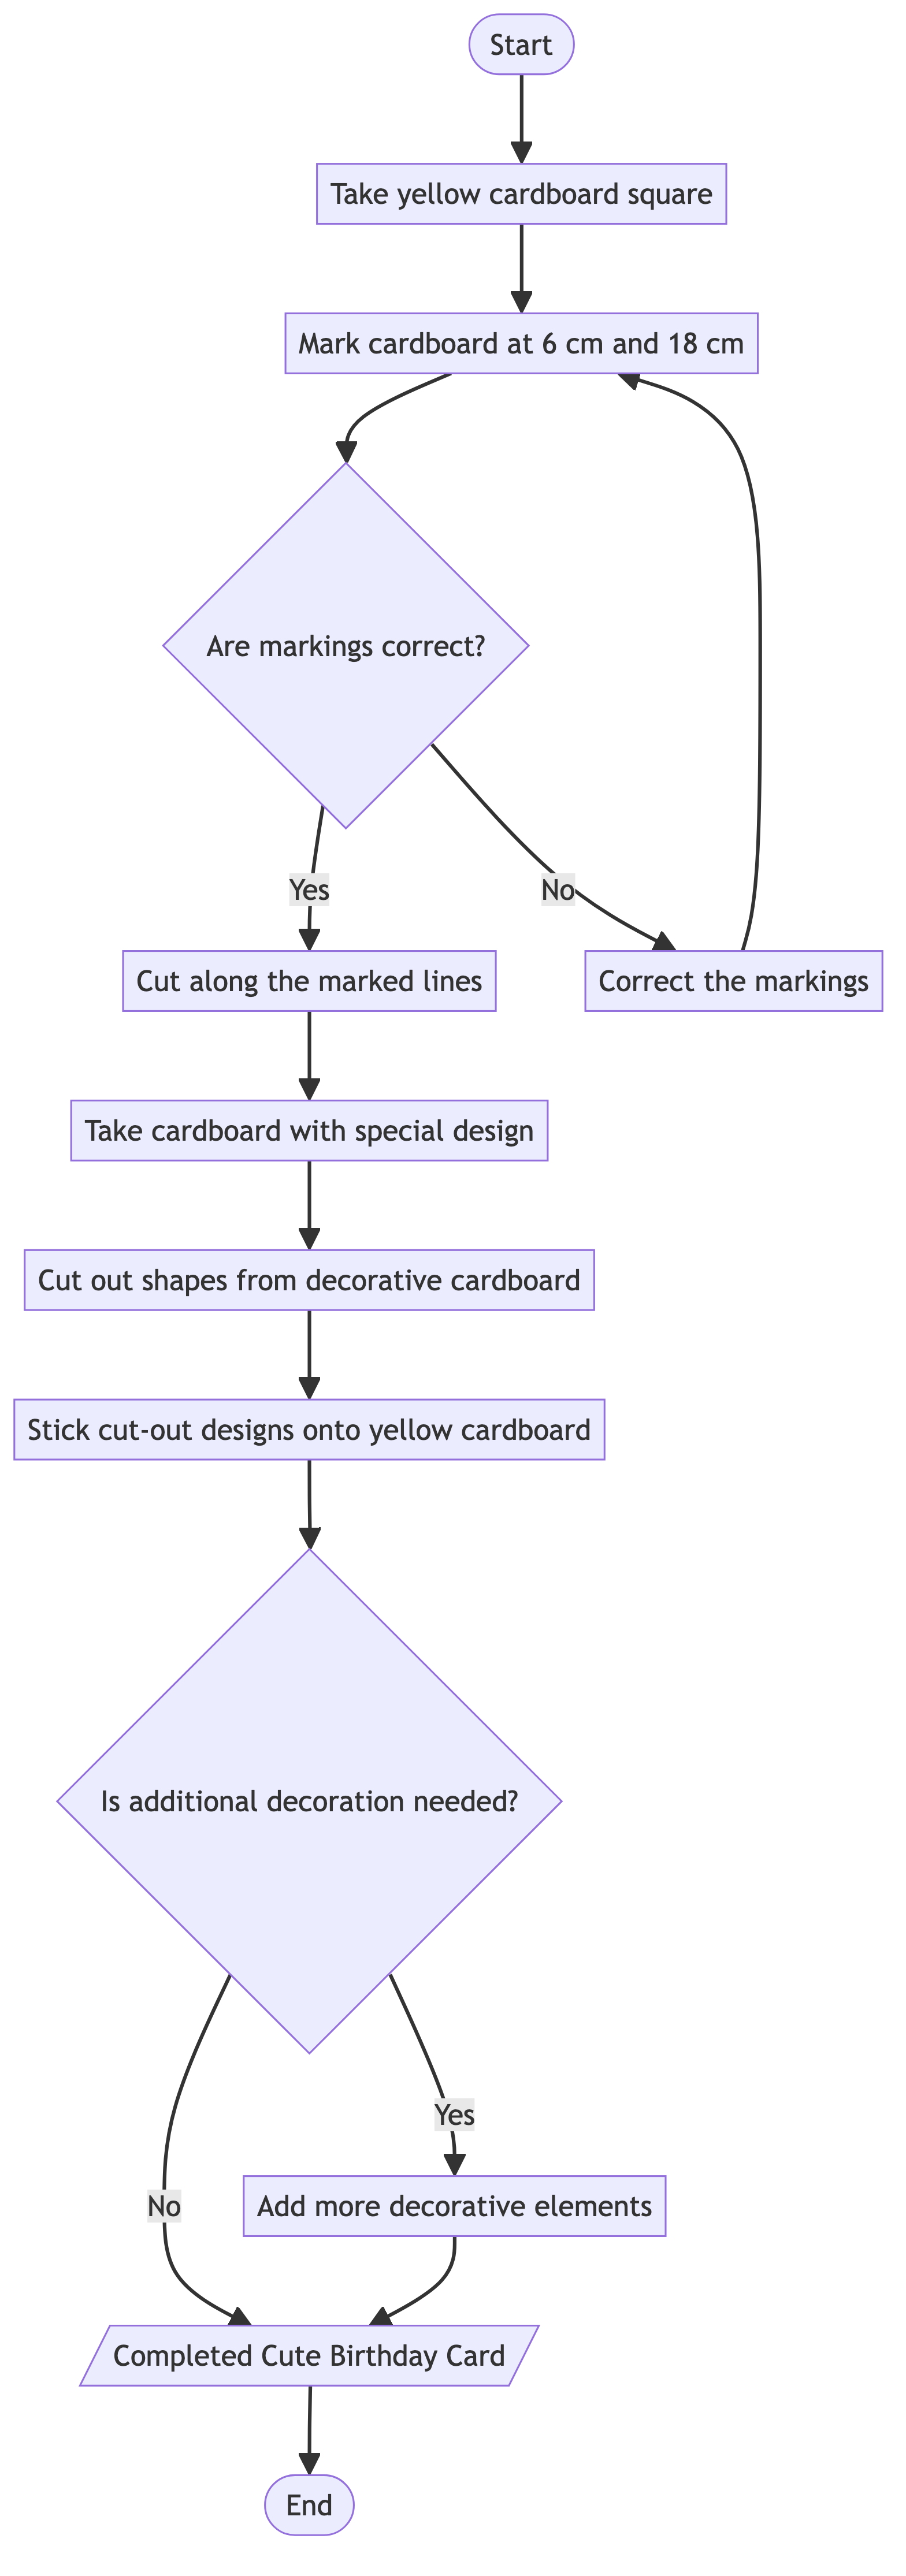 Start
Take yellow cardboard square
Mark cardboard at 6 cm and 18 cm
Are markings correct?
Yes
No
Cut along the marked lines
Correct the markings
Take cardboard with special design
Cut out shapes from decorative cardboard
Stick cut-out designs onto yellow cardboard
Is additional decoration needed?
Yes
No
Add more decorative elements
Completed Cute Birthday Card
End